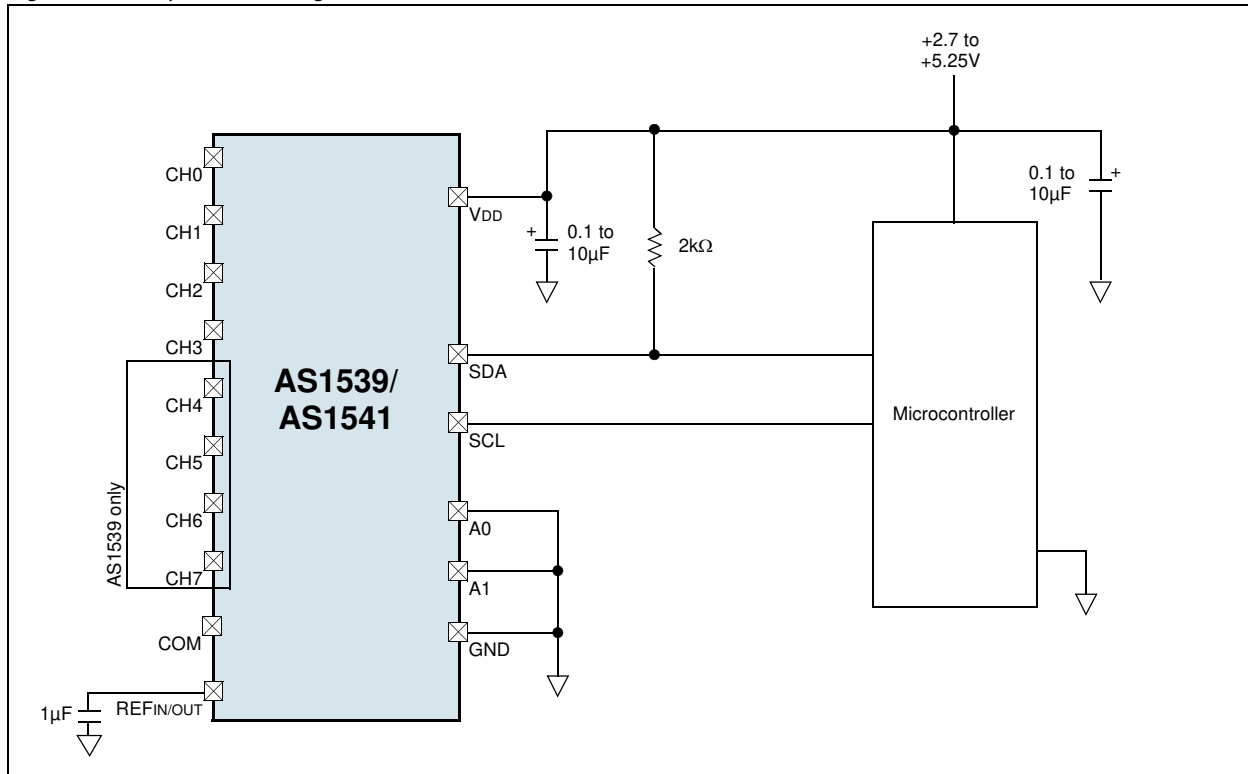 +2.7 to
+5.25V
CH0
CH1
CH2
CH3
CH4
CH5
CH6
CH7
COM
REFIN/OUT
AS1539 only
1µF
AS1539/
AS1541
VDD
SDA
SCL
A0
A1
GND
+
0.1 to
10µF
2kΩ
Microcontroller
0.1 to
10µF
+